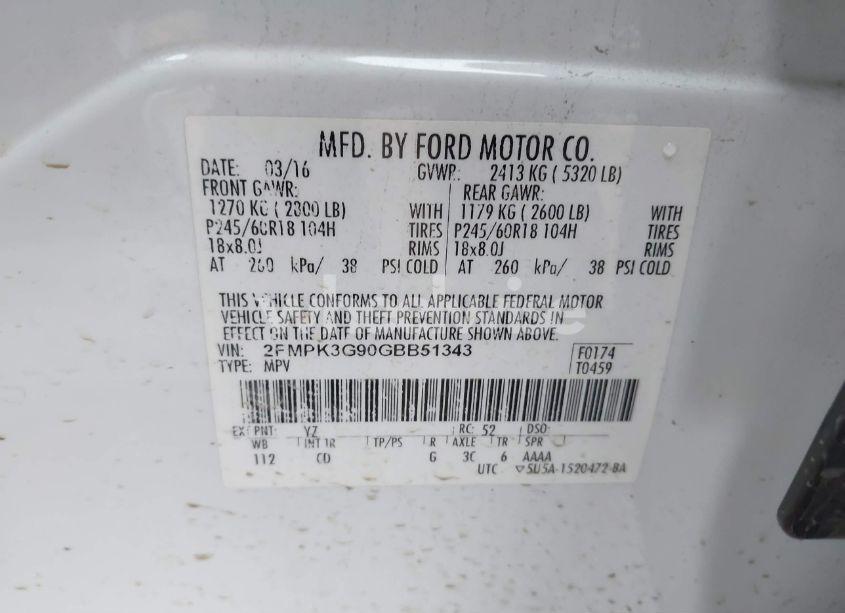 MFD. BY FORD MOTOR CO.
DATE: 03/16 GVWR: 2413 KG ( 5320 LB)
FRONT GAWR: REAR GAWR:
1270 KG ( 2800 LB) WITH 1179 KG ( 2600 LB) WITH
P245/60R18 104H TIRES P245/60R18 104H TIRES
18x8.0J RIMS 18x8.0J RIMS
AT 260 kPa/ 38 PSI COLD AT 260 kPa/ 38 PSI COLD
THIS VEHICLE CONFORMS TO ALL APPLICABLE FEDERAL MOTOR
VEHICLE SAFETY AND THEFT PREVENTION STANDARDS IN
EFFECT ON THE DATE OF MANUFACTURE SHOWN ABOVE.
VIN: 2FMPK3G90GBB51343 F0174
TYPE: MPV T0459
EXT PNT: YZ RC: 52 DSO:
WB INT TR TP/PS R AXLE TR SPR
112 CD G 3C 6 AAAA
UTC ▽5U5A-1520472-BA